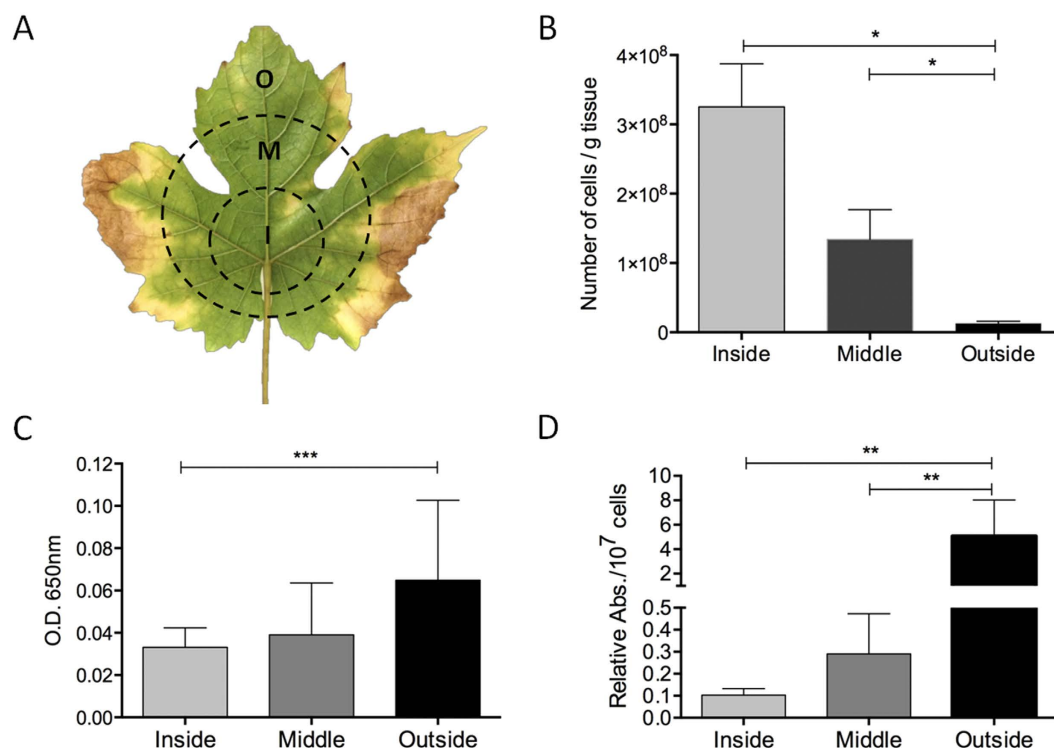 A
O
M
I
B
Number of cells / g tissue
4×10⁸
3×10⁸
2×10⁸
1×10⁸
0
*
*
Inside Middle Outside
C
O.D. 650nm
0.12
0.10
0.08
0.06
0.04
0.02
0.00
***
Inside Middle Outside
D
Relative Abs./10⁷ cells
10
8
6
4
2
0.5
0.4
0.3
0.2
0.1
0.0
**
**
Inside Middle Outside